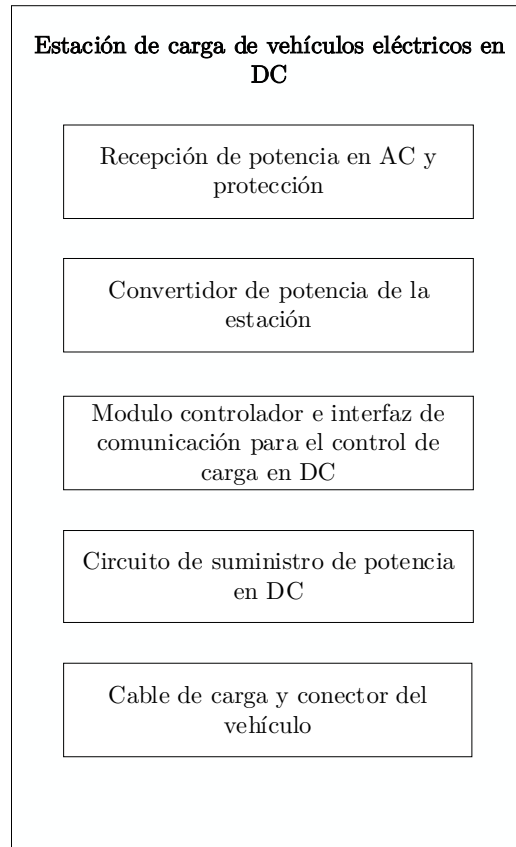 Estación de carga de vehículos eléctricos en
DC
Recepción de potencia en AC y
protección
Convertidor de potencia de la
estación
Modulo controlador e interfaz de
comunicación para el control de
carga en DC
Circuito de suministro de potencia
en DC
Cable de carga y conector del
vehículo